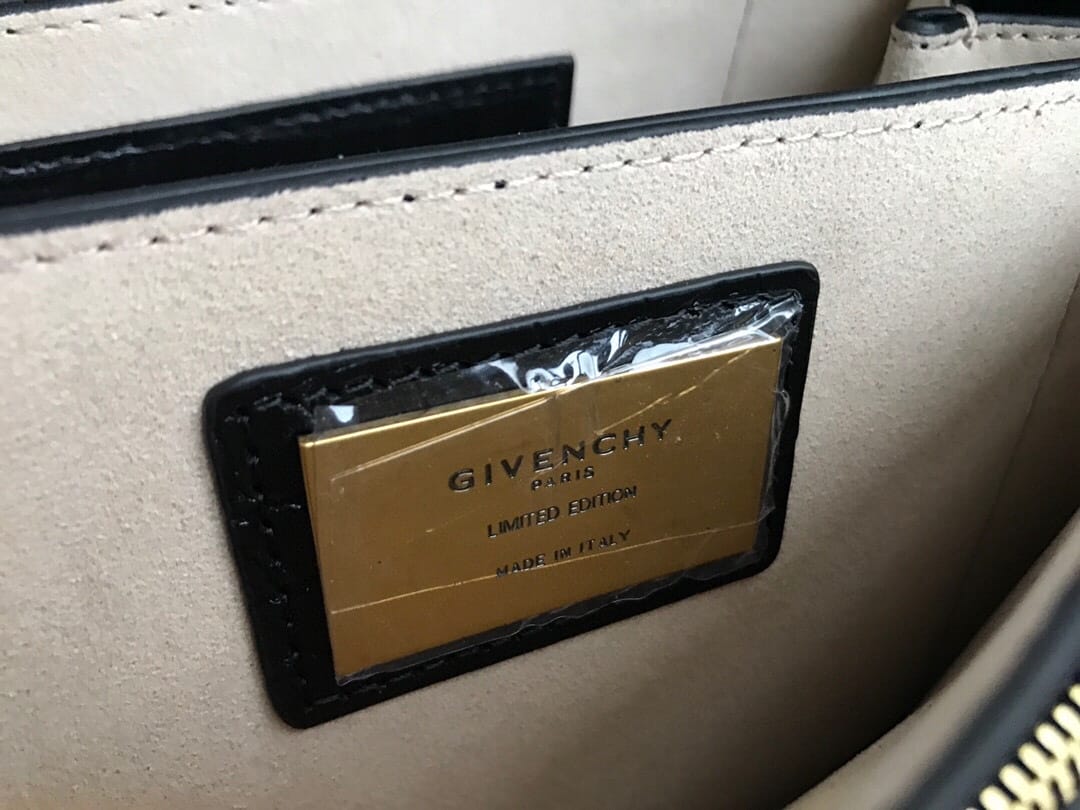 GIVENCHY
PARIS
LIMITED EDITION
MADE IN ITALY